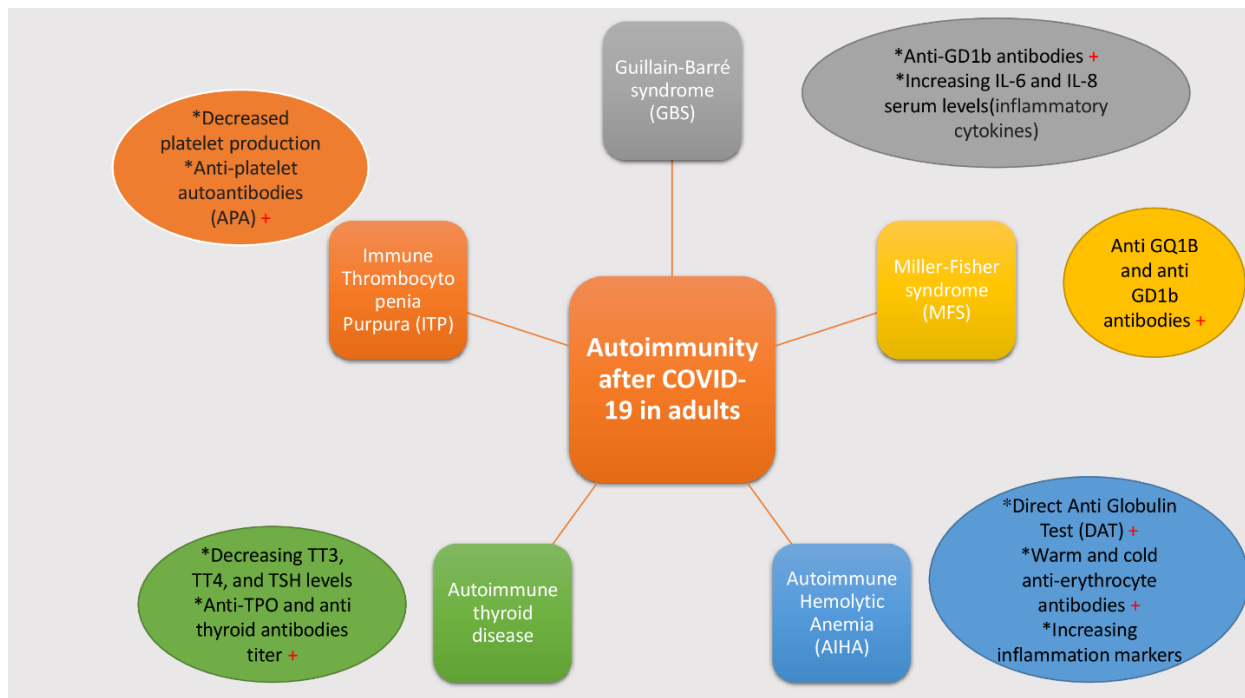 Guillain-Barré
syndrome
(GBS)
*Anti-GD1b antibodies +
*Increasing IL-6 and IL-8
serum levels(inflammatory
cytokines)
*Decreased
platelet production
*Anti-platelet
autoantibodies
(APA) +
Immune
Thrombocyto
penia
Purpura (ITP)
Miller-Fisher
syndrome
(MFS)
Anti GQ1B
and anti
GD1b
antibodies +
Autoimmunity
after COVID-
19 in adults
*Decreasing TT3,
TT4, and TSH levels
*Anti-TPO and anti
thyroid antibodies
titer +
Autoimmune
thyroid
disease
Autoimmune
Hemolytic
Anemia
(AIHA)
*Direct Anti Globulin
Test (DAT) +
*Warm and cold
anti-erythrocyte
antibodies +
*Increasing
inflammation markers